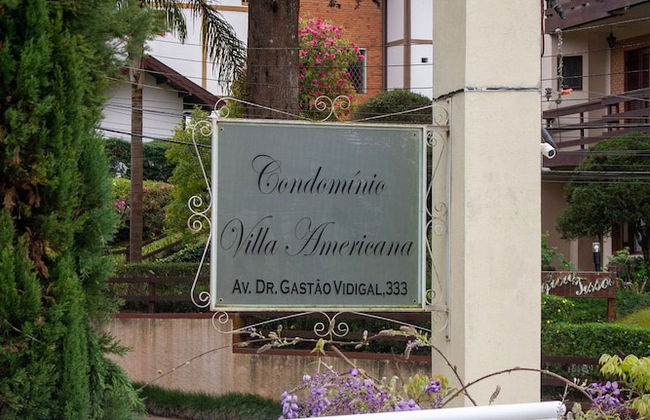 Condomínio
Villa Americana
Av. Dr. Gastão Vidigal,333